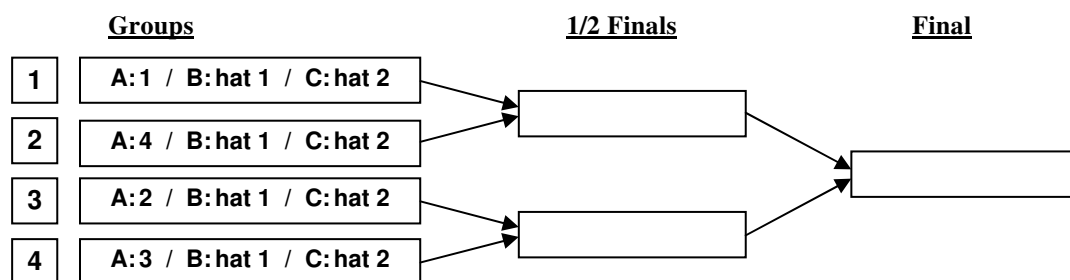 Groups 1/2 Finals Final
1 A:1 / B:hat 1 / C:hat 2
2 A:4 / B:hat 1 / C:hat 2
3 A:2 / B:hat 1 / C:hat 2
4 A:3 / B:hat 1 / C:hat 2